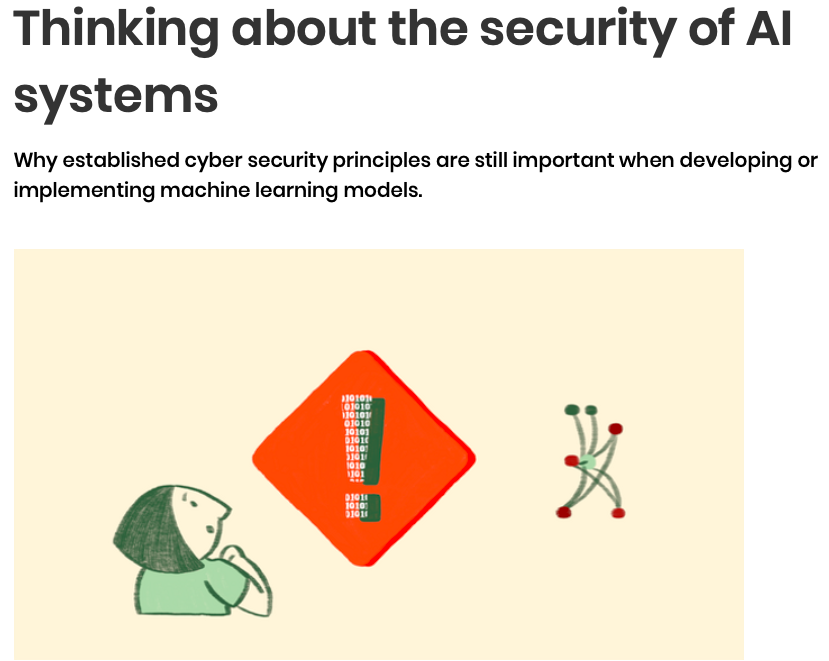 Thinking about the security of AI
systems
Why established cyber security principles are still important when developing or
implementing machine learning models.